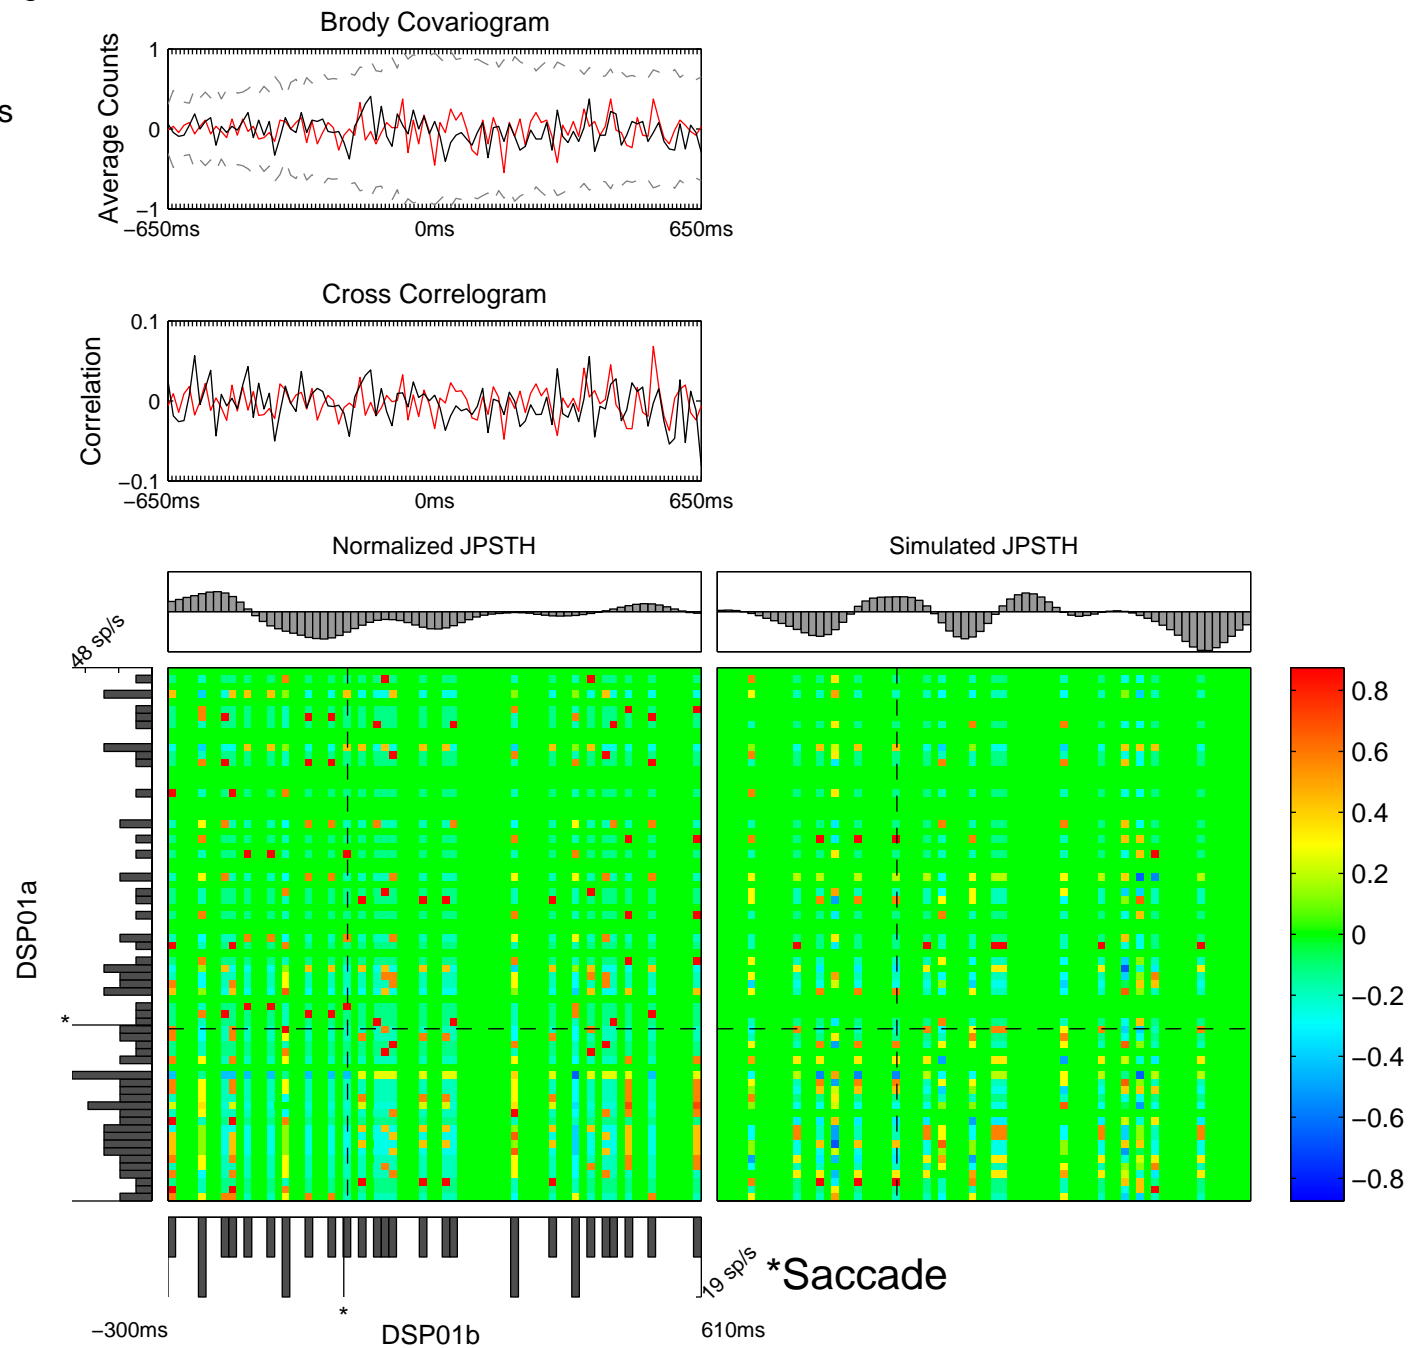 Brody Covariogram
s
Average Counts
1
0
−1
−650ms
0ms
650ms
Cross Correlogram
Correlation
0.1
0
−0.1
−650ms
0ms
650ms
Normalized JPSTH
Simulated JPSTH
48 sp/s
DSP01a
*
0.8
0.6
0.4
0.2
0
−0.2
−0.4
−0.6
−0.8
19 sp/s
*Saccade
*
−300ms
DSP01b
610ms